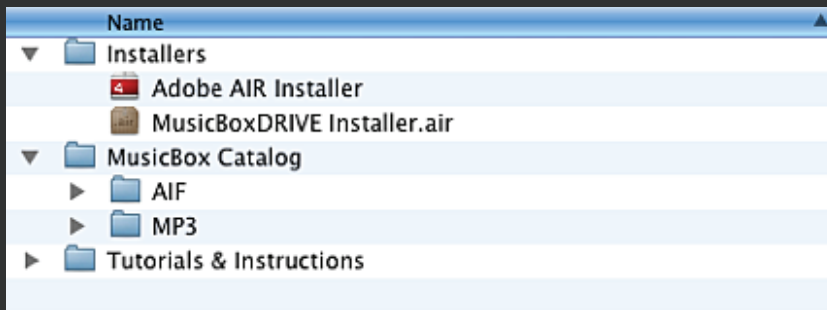 Name
Installers
Adobe AIR Installer
MusicBoxDRIVE Installer.air
MusicBox Catalog
AIF
MP3
Tutorials & Instructions